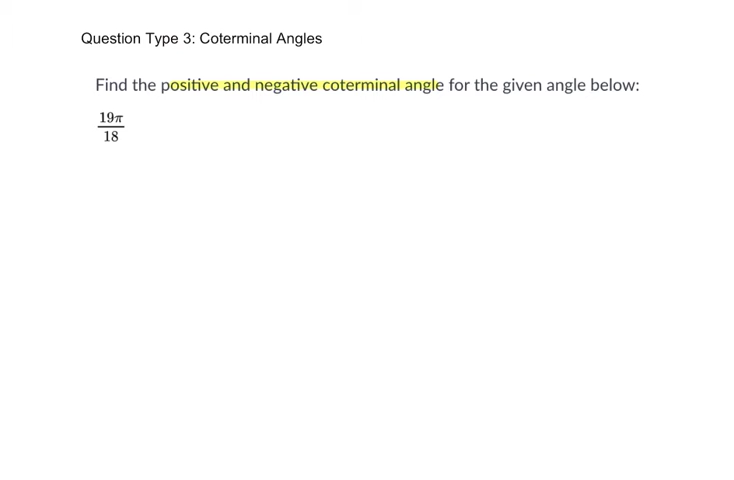 Question Type 3: Coterminal Angles
Find the positive and negative coterminal angle for the given angle below:
19π
18